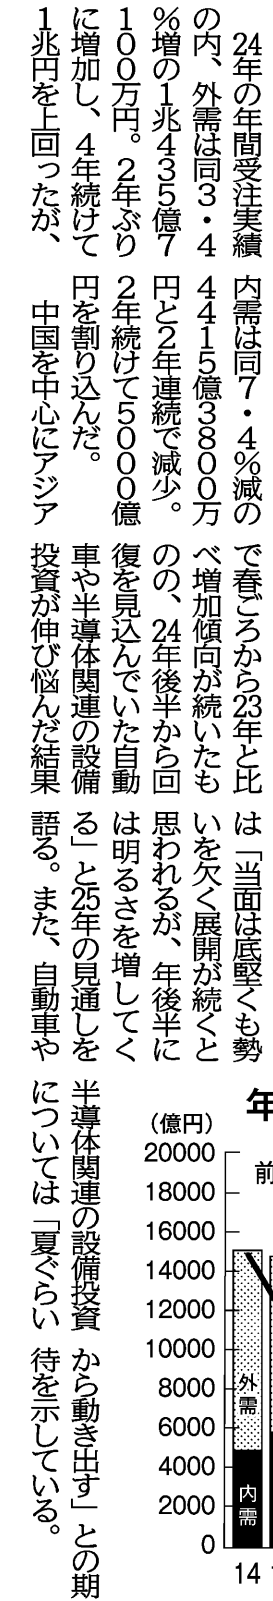 24年の年間受注実績
の内、外需は同3・4
％増の1兆435億7
100万円。2年ぶり
に増加し、4年続けて
1兆円を上回ったが、
内需は同7・4％減の
4415億3800万
円と2年連続で減少。
2年続けて5000億
円を割り込んだ。
中国を中心にアジア
で春ごろから23年と比
べ増加傾向が続いたも
のの、24年後半から回
復を見込んでいた自動
車や半導体関連の設備
投資が伸び悩んだ結果
は「当面は底堅くも勢
いを欠く展開が続くと
思われるが、年後半に
は明るさを増してく
る」と25年の見通しを
語る。また、自動車や
半導体関連の設備投資
については「夏ぐらい
から動き出す」との期
待を示している。
年
（億円）
前
20000
18000
16000
14000
12000
10000
8000
6000
4000
2000
0
外需
内需
14